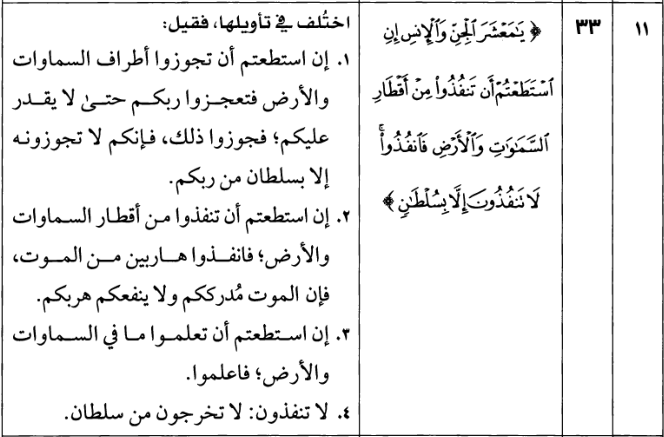 ١١
٣٣
﴿ يَٰمَعۡشَرَ ٱلۡجِنِّ وَٱلۡإِنسِ إِنِ
ٱسۡتَطَعۡتُمۡ أَن تَنفُذُواْ مِنۡ أَقۡطَارِ
ٱلسَّمَٰوَٰتِ وَٱلۡأَرۡضِ فَٱنفُذُواْۚ
لَا تَنفُذُونَ إِلَّا بِسُلۡطَٰنٖ ﴾
اختُلف في تأويلها، فقيل:
١. إن استطعتم أن تجوزوا أطراف السماوات
والأرض فتعجزوا ربكم حتىٰ لا يقدر
عليكم؛ فجوزوا ذلك، فإنكم لا تجوزونه
إلا بسلطان من ربكم.
٢. إن استطعتم أن تنفذوا من أقطار السماوات
والأرض؛ فانفذوا هاربين من الموت،
فإن الموت مُدرككم ولا ينفعكم هربكم.
٣. إن استطعتم أن تعلموا ما في السماوات
والأرض؛ فاعلموا.
٤. لا تنفذون: لا تخرجون من سلطان.